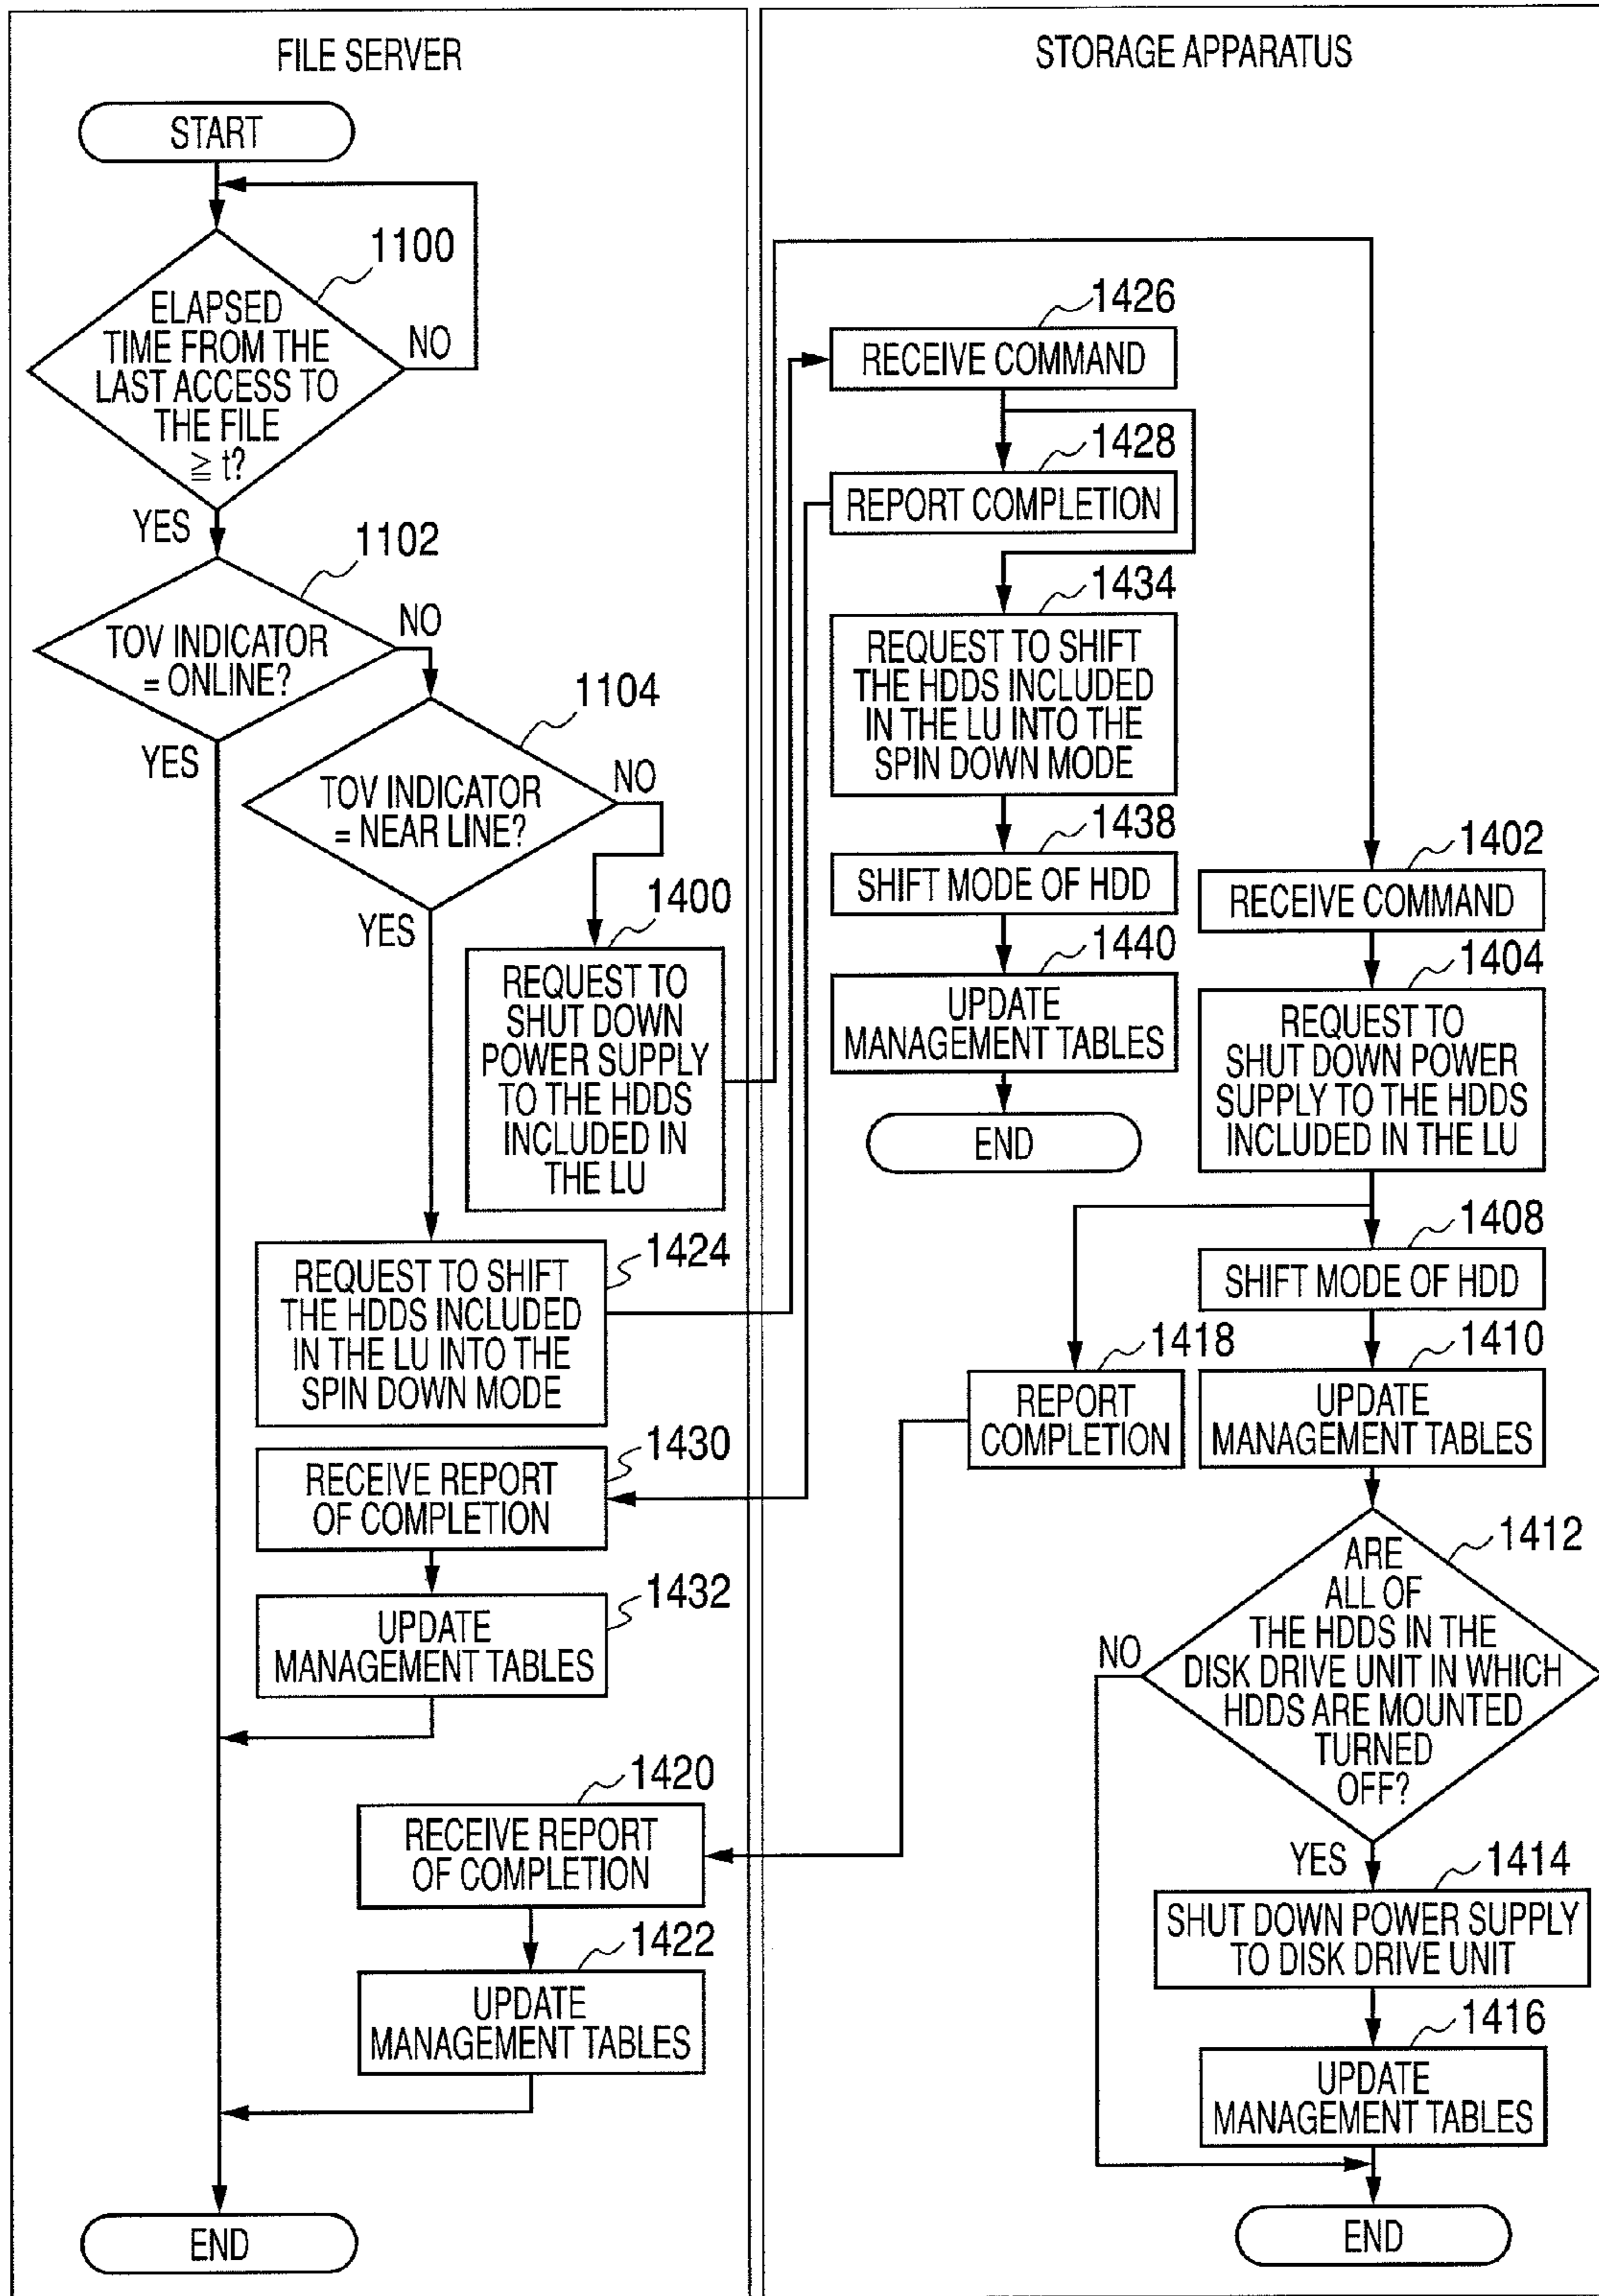 FILE SERVER
START
1100
ELAPSED
TIME FROM THE
LAST ACCESS TO
THE FILE
≧ t?
NO
YES
1102
TOV INDICATOR
= ONLINE?
NO
YES
1104
TOV INDICATOR
= NEAR LINE?
NO
YES
1400
REQUEST TO
SHUT DOWN
POWER SUPPLY
TO THE HDDS
INCLUDED IN
THE LU
1424
REQUEST TO SHIFT
THE HDDS INCLUDED
IN THE LU INTO THE
SPIN DOWN MODE
1430
RECEIVE REPORT
OF COMPLETION
1432
UPDATE
MANAGEMENT TABLES
1420
RECEIVE REPORT
OF COMPLETION
1422
UPDATE
MANAGEMENT TABLES
END
STORAGE APPARATUS
1426
RECEIVE COMMAND
1428
REPORT COMPLETION
1434
REQUEST TO SHIFT
THE HDDS INCLUDED
IN THE LU INTO THE
SPIN DOWN MODE
1438
SHIFT MODE OF HDD
1440
UPDATE
MANAGEMENT TABLES
END
1402
RECEIVE COMMAND
1404
REQUEST TO
SHUT DOWN POWER
SUPPLY TO THE HDDS
INCLUDED IN THE LU
1408
SHIFT MODE OF HDD
1418
REPORT
COMPLETION
1410
UPDATE
MANAGEMENT TABLES
1412
ARE
ALL OF
THE HDDS IN THE
DISK DRIVE UNIT IN WHICH
HDDS ARE MOUNTED
TURNED
OFF?
NO
YES
1414
SHUT DOWN POWER SUPPLY
TO DISK DRIVE UNIT
1416
UPDATE
MANAGEMENT TABLES
END